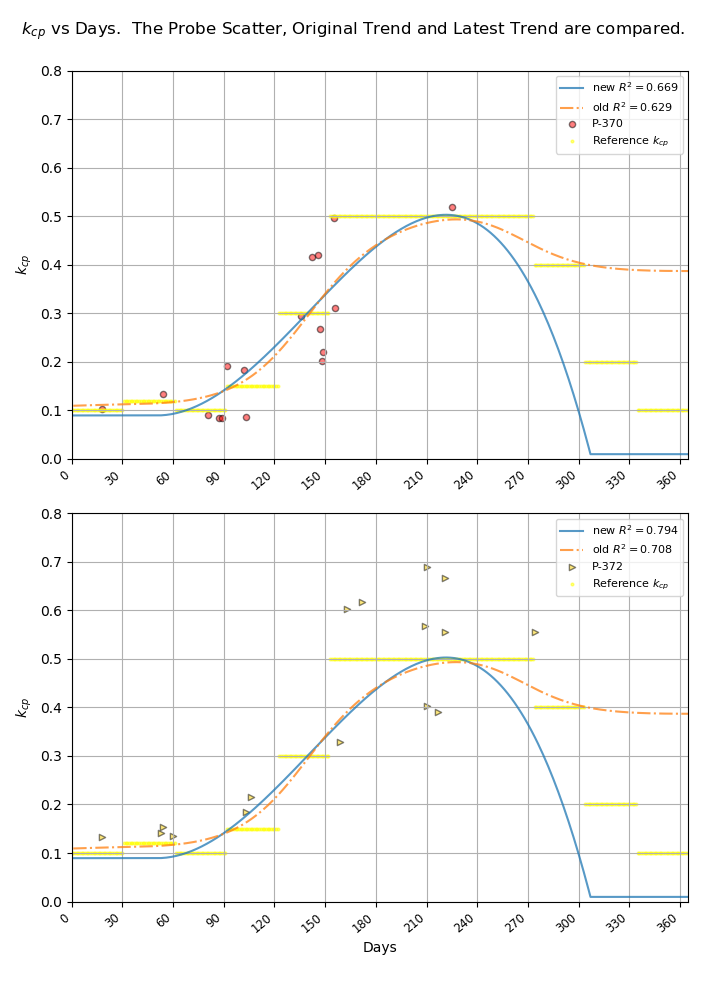 k_cp vs Days.  The Probe Scatter, Original Trend and Latest Trend are compared.
0.8
0.7
0.6
0.5
0.4
0.3
0.2
0.1
0.0
k_cp
new R² = 0.669
old R² = 0.629
P-370
Reference k_cp
0 30 60 90 120 150 180 210 240 270 300 330 360
0.8
0.7
0.6
0.5
0.4
0.3
0.2
0.1
0.0
k_cp
new R² = 0.794
old R² = 0.708
P-372
Reference k_cp
0 30 60 90 120 150 180 210 240 270 300 330 360
Days